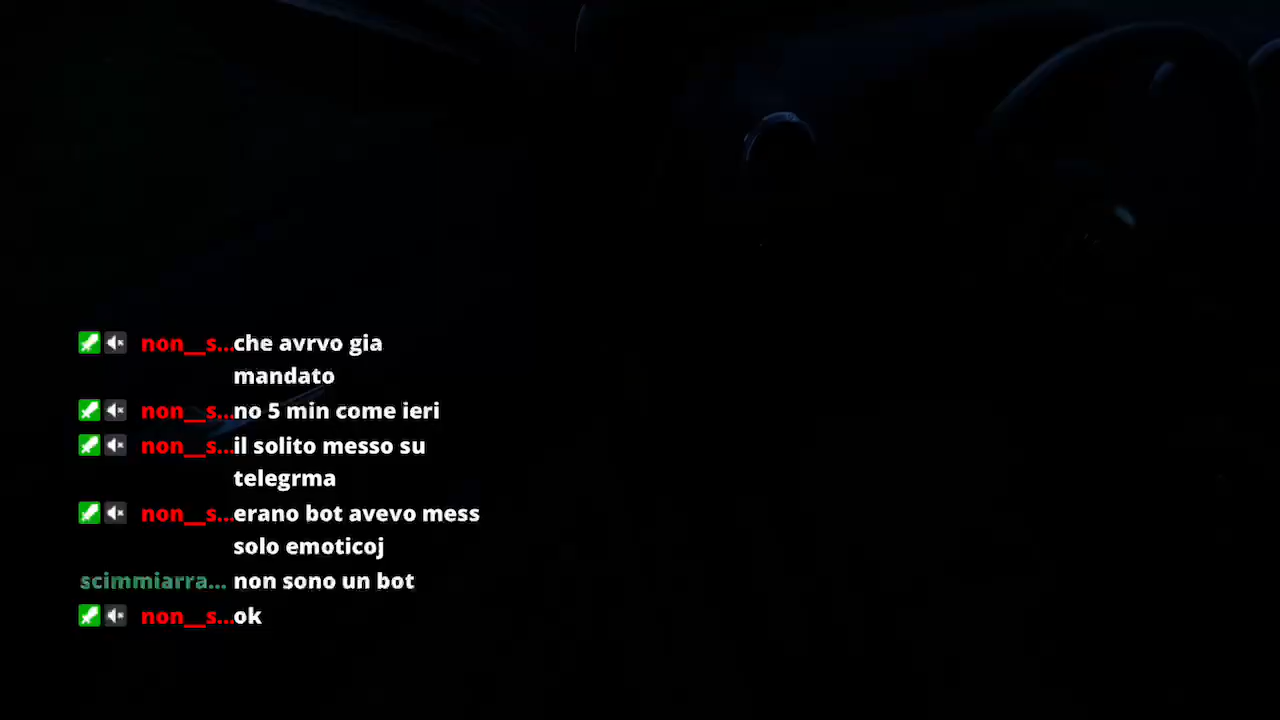 non__s... che avrvo gia
mandato
non__s... no 5 min come ieri
non__s... il solito messo su
telegrma
non__s... erano bot avevo mess
solo emoticoj
scimmiarra... non sono un bot
non__s... ok